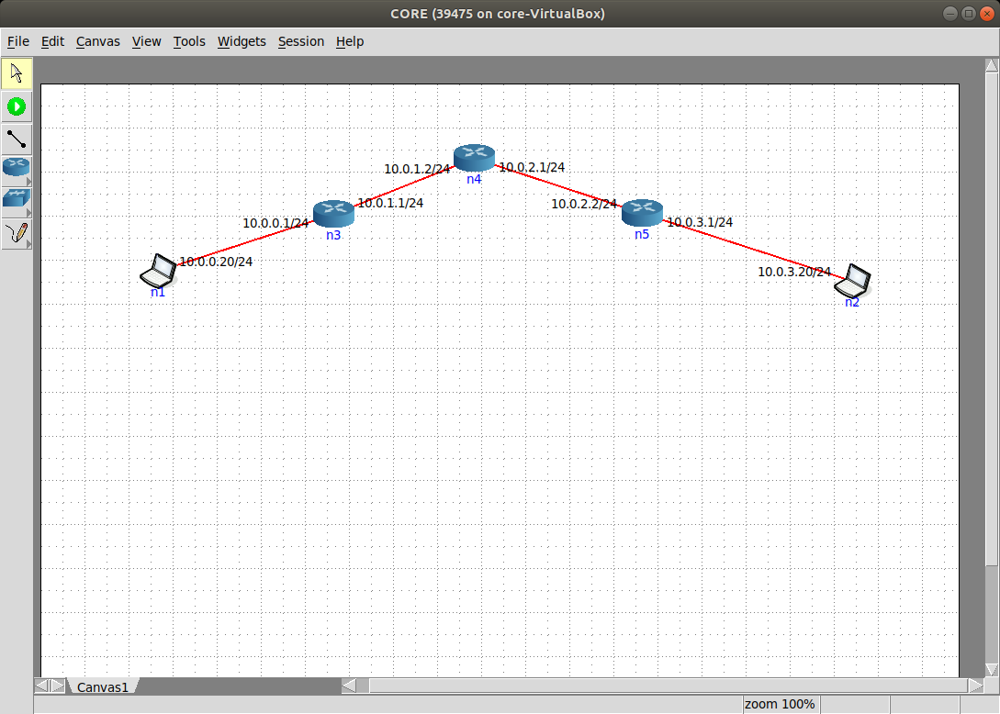 CORE (39475 on core-VirtualBox)
File Edit Canvas View Tools Widgets Session Help
10.0.1.2/24
10.0.2.1/24
n4
10.0.1.1/24
10.0.2.2/24
10.0.0.1/24
10.0.3.1/24
n3
n5
10.0.0.20/24
10.0.3.20/24
n1
n2
Canvas1
zoom 100%